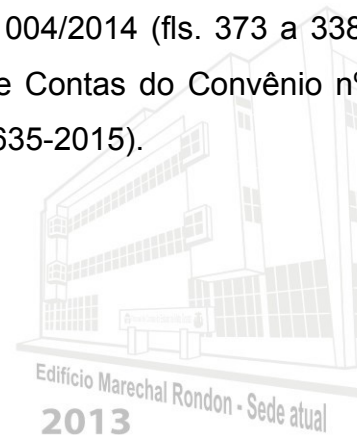 004/2014 (fls. 373 a 338
e Contas do Convênio nº
635-2015).
Edifício Marechal Rondon - Sede atual
2013